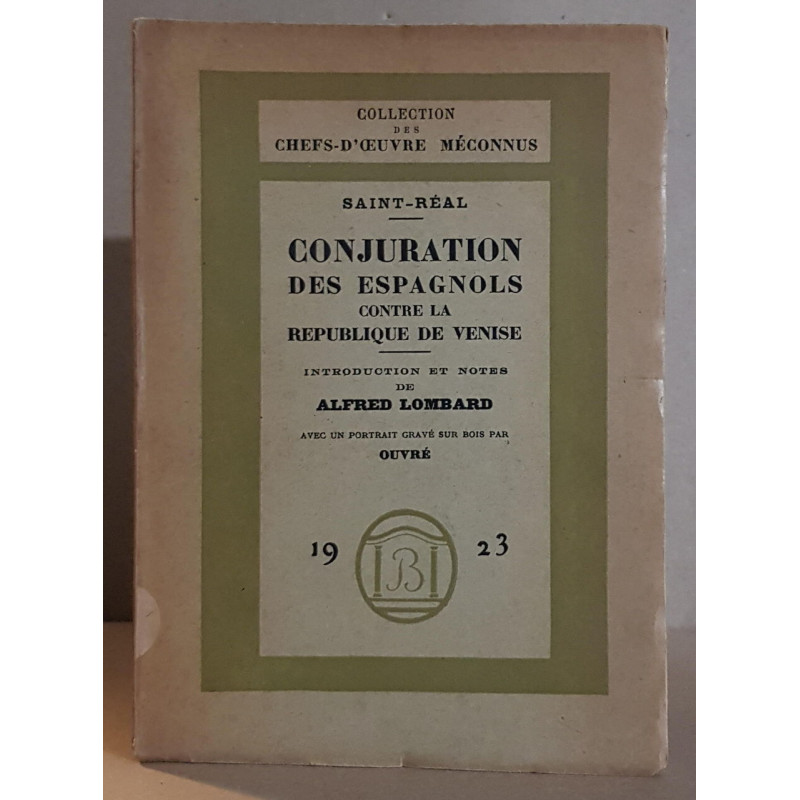 COLLECTION
DES
CHEFS-D'ŒUVRE MÉCONNUS
SAINT-RÉAL
CONJURATION
DES ESPAGNOLS
CONTRE LA
REPUBLIQUE DE VENISE
INTRODUCTION ET NOTES
DE
ALFRED LOMBARD
AVEC UN PORTRAIT GRAVÉ SUR BOIS PAR
OUVRÉ
19 B 23